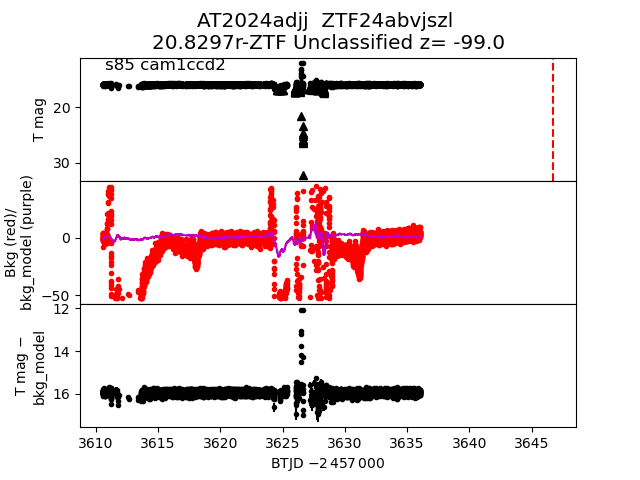 AT2024adjj  ZTF24abvjszl
20.8297r-ZTF Unclassified z= -99.0
s85 cam1ccd2
T mag
20
30
Bkg (red)/
bkg_model (purple)
0
−50
T mag −
bkg_model
12
14
16
3610 3615 3620 3625 3630 3635 3640 3645
BTJD −2 457 000